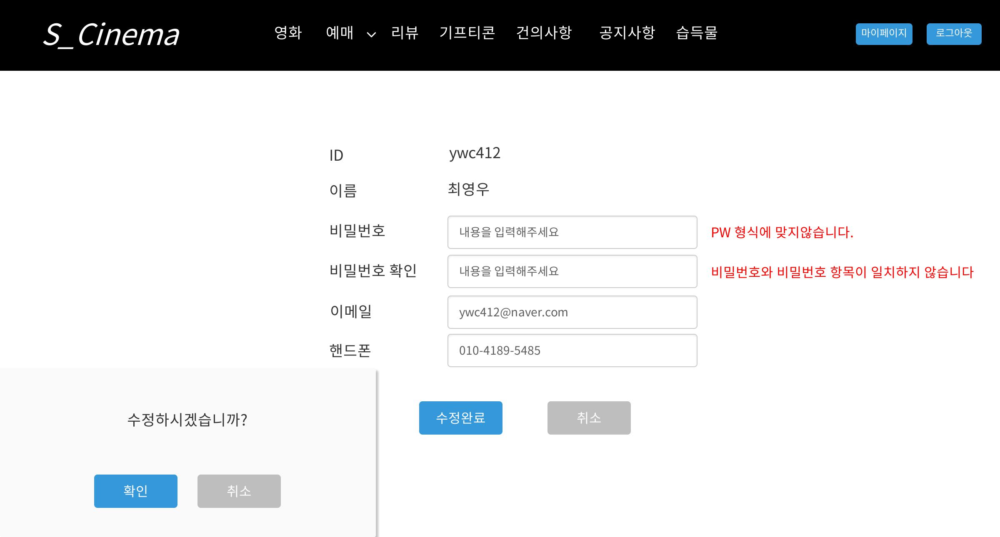 S_Cinema 영화 예매 리뷰 기프티콘 건의사항 공지사항 습득물 마이페이지 로그아웃
ID ywc412
이름 최영우
비밀번호 내용을 입력해주세요 PW 형식에 맞지않습니다.
비밀번호 확인 내용을 입력해주세요 비밀번호와 비밀번호 항목이 일치하지 않습니다
이메일 ywc412@naver.com
핸드폰 010-4189-5485
수정완료 취소
수정하시겠습니까?
확인 취소